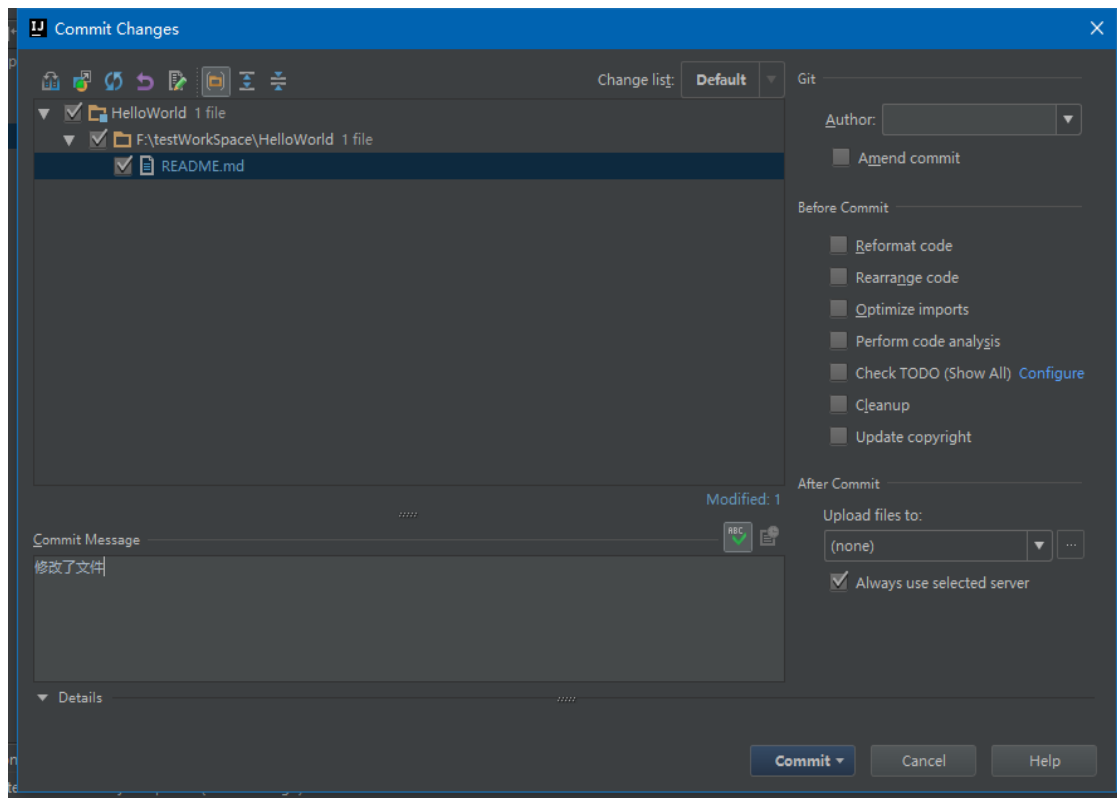 Commit Changes
Change list: Default
HelloWorld 1 file
F:\testWorkSpace\HelloWorld 1 file
README.md
Modified: 1
Commit Message
ABC
修改了文件
Details
Git
Author:
Amend commit
Before Commit
Reformat code
Rearrange code
Optimize imports
Perform code analysis
Check TODO (Show All) Configure
Cleanup
Update copyright
After Commit
Upload files to:
(none)
...
Always use selected server
Commit
Cancel
Help